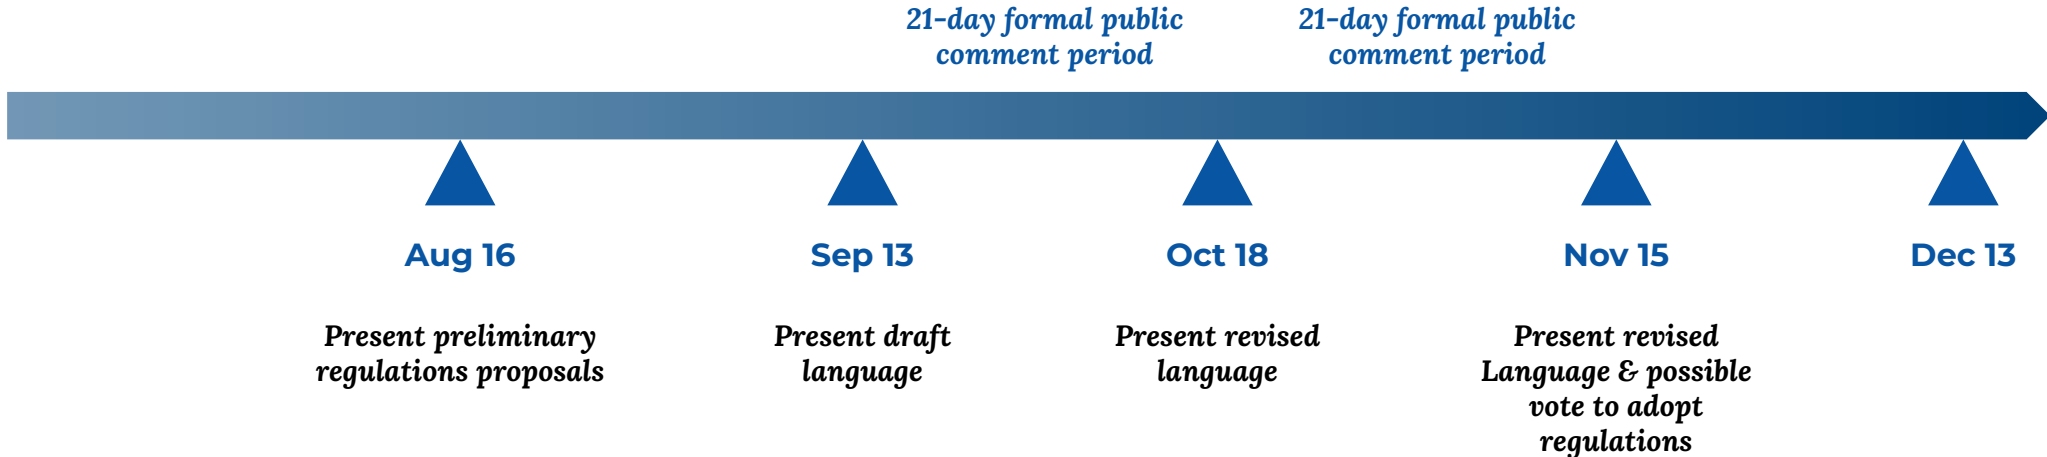 21-day formal public
comment period
21-day formal public
comment period
Aug 16
Sep 13
Oct 18
Nov 15
Dec 13
Present preliminary
regulations proposals
Present draft
language
Present revised
language
Present revised
Language & possible
vote to adopt
regulations